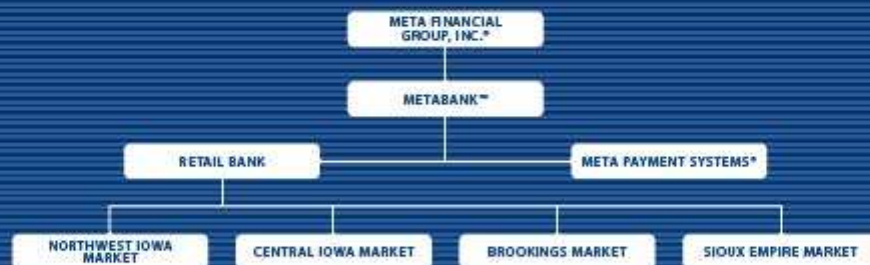 META FINANCIAL
GROUP, INC.®
METABANK™
RETAIL BANK
META PAYMENT SYSTEMS®
NORTHWEST IOWA
MARKET
CENTRAL IOWA MARKET
BROOKINGS MARKET
SIOUX EMPIRE MARKET